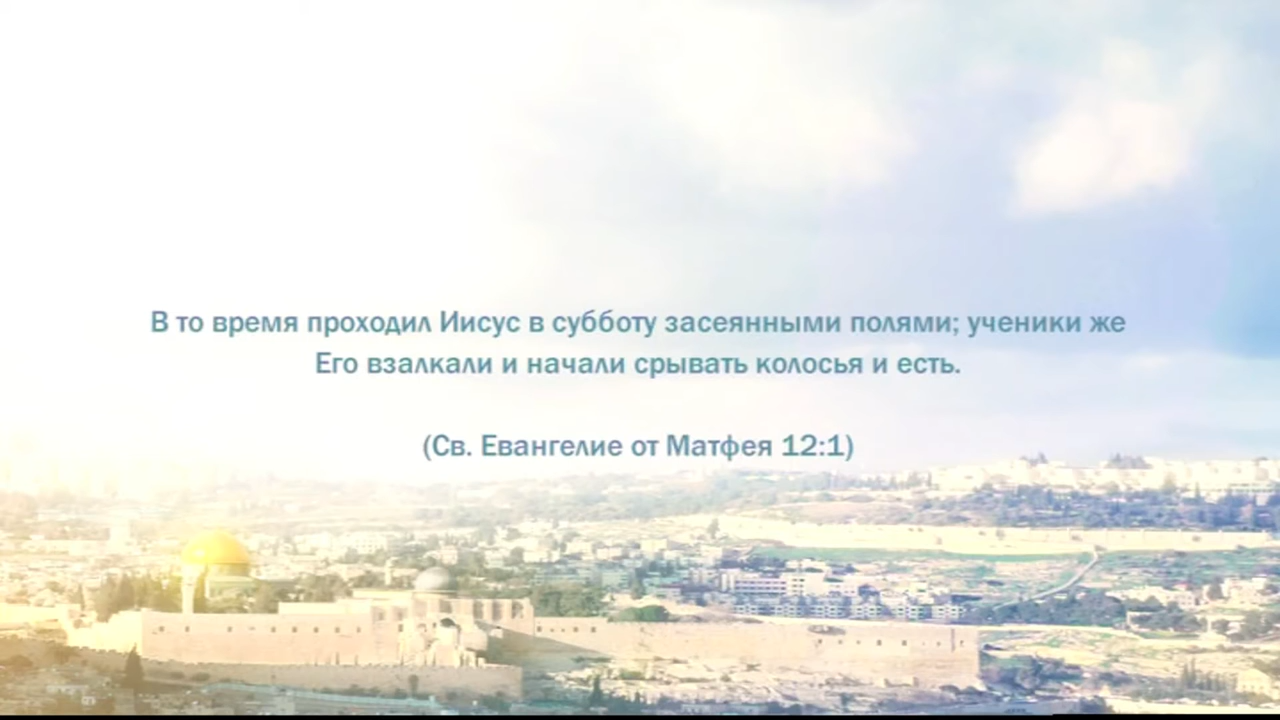 В то время проходил Иисус в субботу засеянными полями; ученики же
Его взалкали и начали срывать колосья и есть.
(Св. Евангелие от Матфея 12:1)